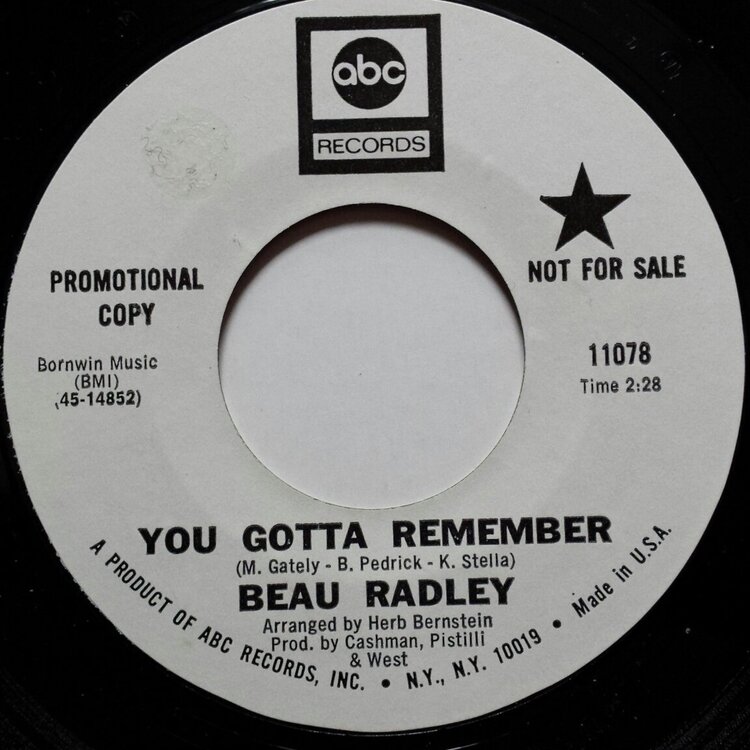 abc
RECORDS
PROMOTIONAL
COPY
NOT FOR SALE
Bornwin Music
(BMI)
45-14852)
11078
Time 2:28
YOU GOTTA REMEMBER
(M. Gately - B. Pedrick - K. Stella)
BEAU RADLEY
Arranged by Herb Bernstein
Prod. by Cashman, Pistilli
& West
A PRODUCT OF ABC RECORDS, INC. • N.Y., N.Y. 10019 • Made in U.S.A.